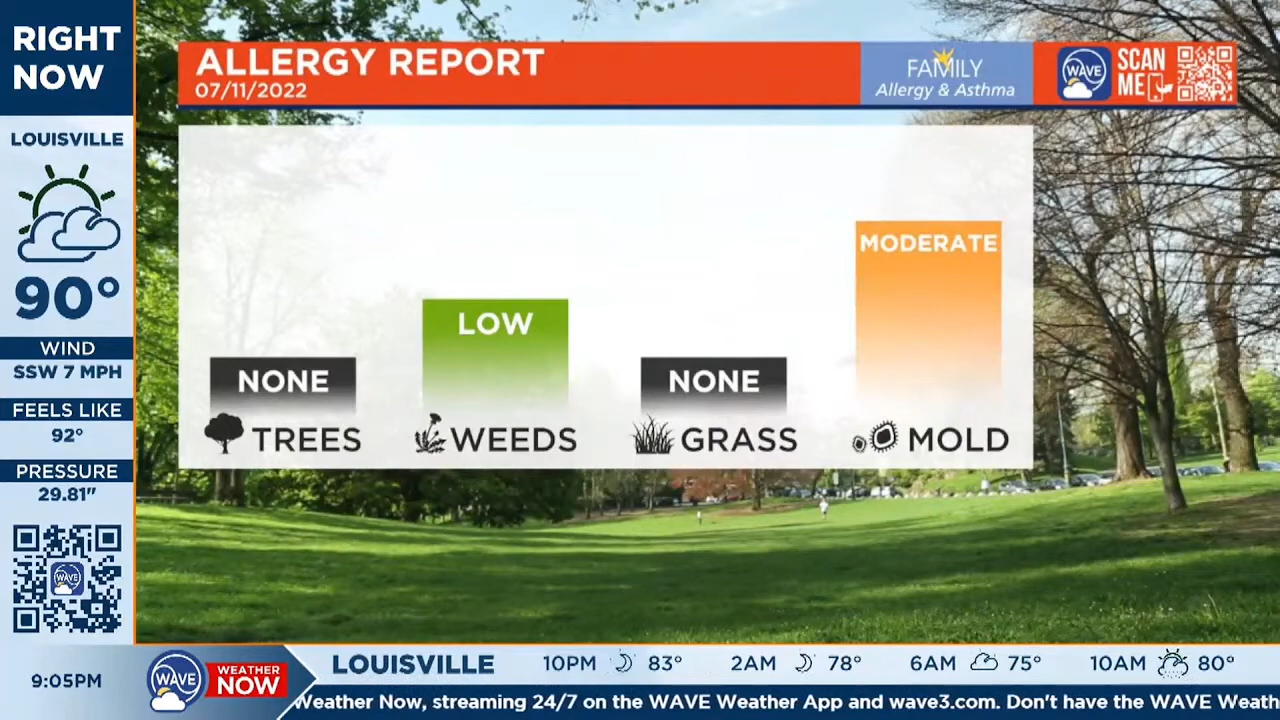 RIGHT
NOW
LOUISVILLE
90°
WIND
SSW 7 MPH
FEELS LIKE
92°
PRESSURE
29.81"
WAVE
ALLERGY REPORT
07/11/2022
FAMILY
Allergy & Asthma
WAVE
SCAN
ME
MODERATE
LOW
NONE
NONE
TREES
WEEDS
GRASS
MOLD
9:05PM
WAVE
WEATHER
NOW
LOUISVILLE 10PM 83° 2AM 78° 6AM 75° 10AM 80°
Weather Now, streaming 24/7 on the WAVE Weather App and wave3.com. Don't have the WAVE Weath